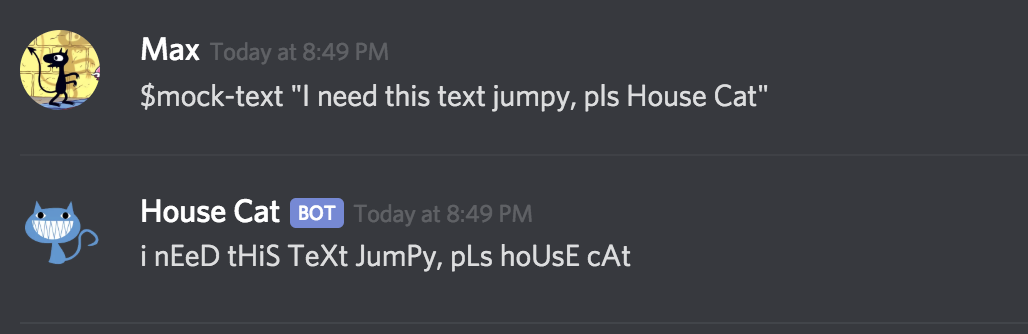 Max Today at 8:49 PM
$mock-text "I need this text jumpy, pls House Cat"
House Cat BOT Today at 8:49 PM
i nEeD tHiS TeXt JumPy, pLs hoUsE cAt